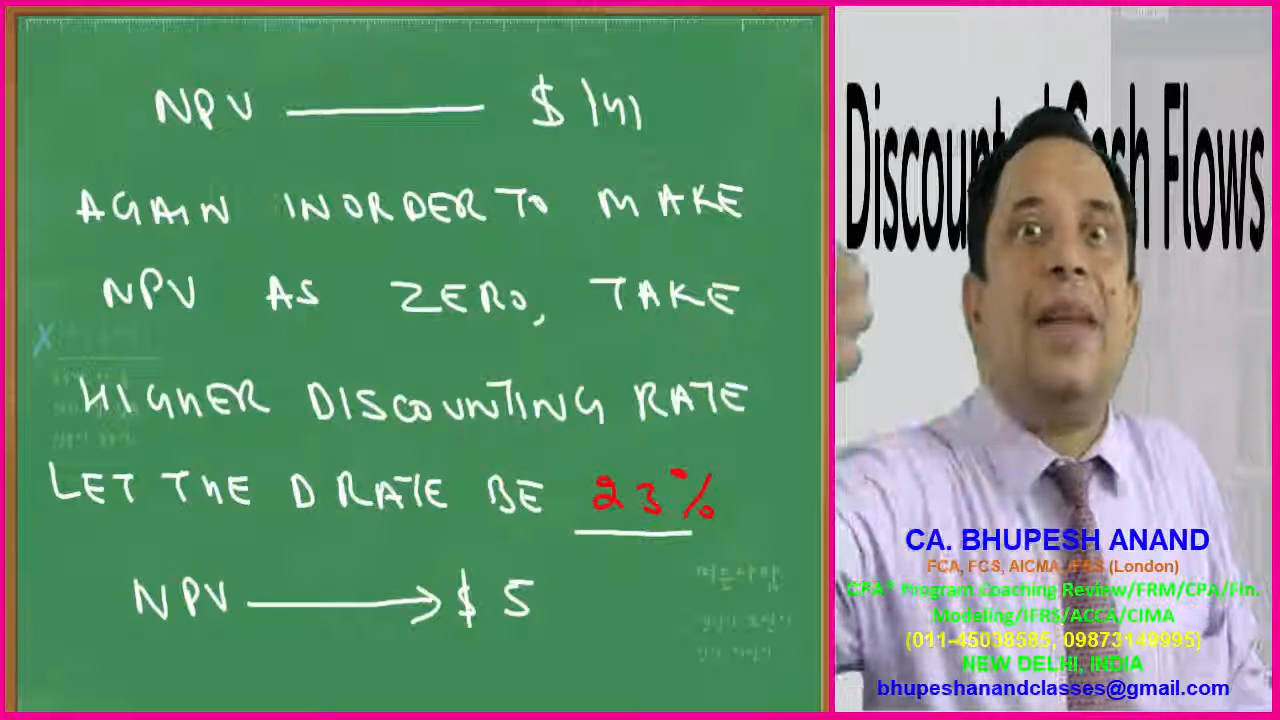 NPV — $ 141
AGAIN INORDER TO MAKE
NPV AS ZERO, TAKE
HIGHER DISCOUNTING RATE
LET THE D RATE BE 23%
NPV → $ 5
Discounted Cash Flows
CA. BHUPESH ANAND
FCA, FCS, AICMA, IFRS (London)
CFA® Program Coaching Review/FRM/CPA/Fin.
Modeling/IFRS/ACCA/CIMA
(011-45038585, 09873149995)
NEW DELHI, INDIA
bhupeshanandclasses@gmail.com